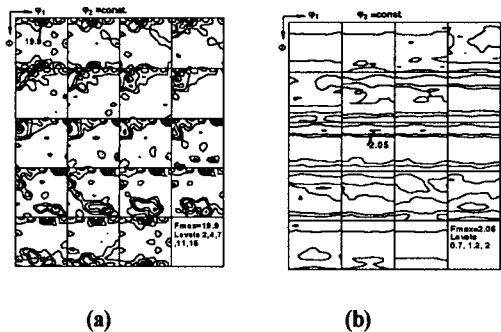 φ₁ φ₂ =const.
Φ
19.9
Fmax=19.9
Levels 2,4,7
,11,15
(a)
φ₁ φ₂ =const.
Φ
2.05
Fmax=2.05
Levels
0.7, 1.2, 2
(b)